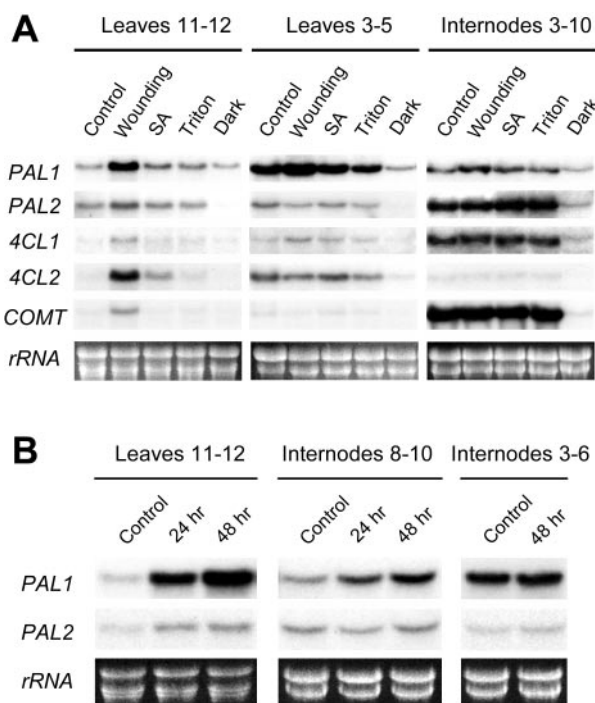 A
Leaves 11-12 Leaves 3-5 Internodes 3-10
Control Wounding SA Triton Dark Control Wounding SA Triton Dark Control Wounding SA Triton Dark
PAL1
PAL2
4CL1
4CL2
COMT
rRNA
B
Leaves 11-12 Internodes 8-10 Internodes 3-6
Control 24 hr 48 hr Control 24 hr 48 hr Control 48 hr
PAL1
PAL2
rRNA